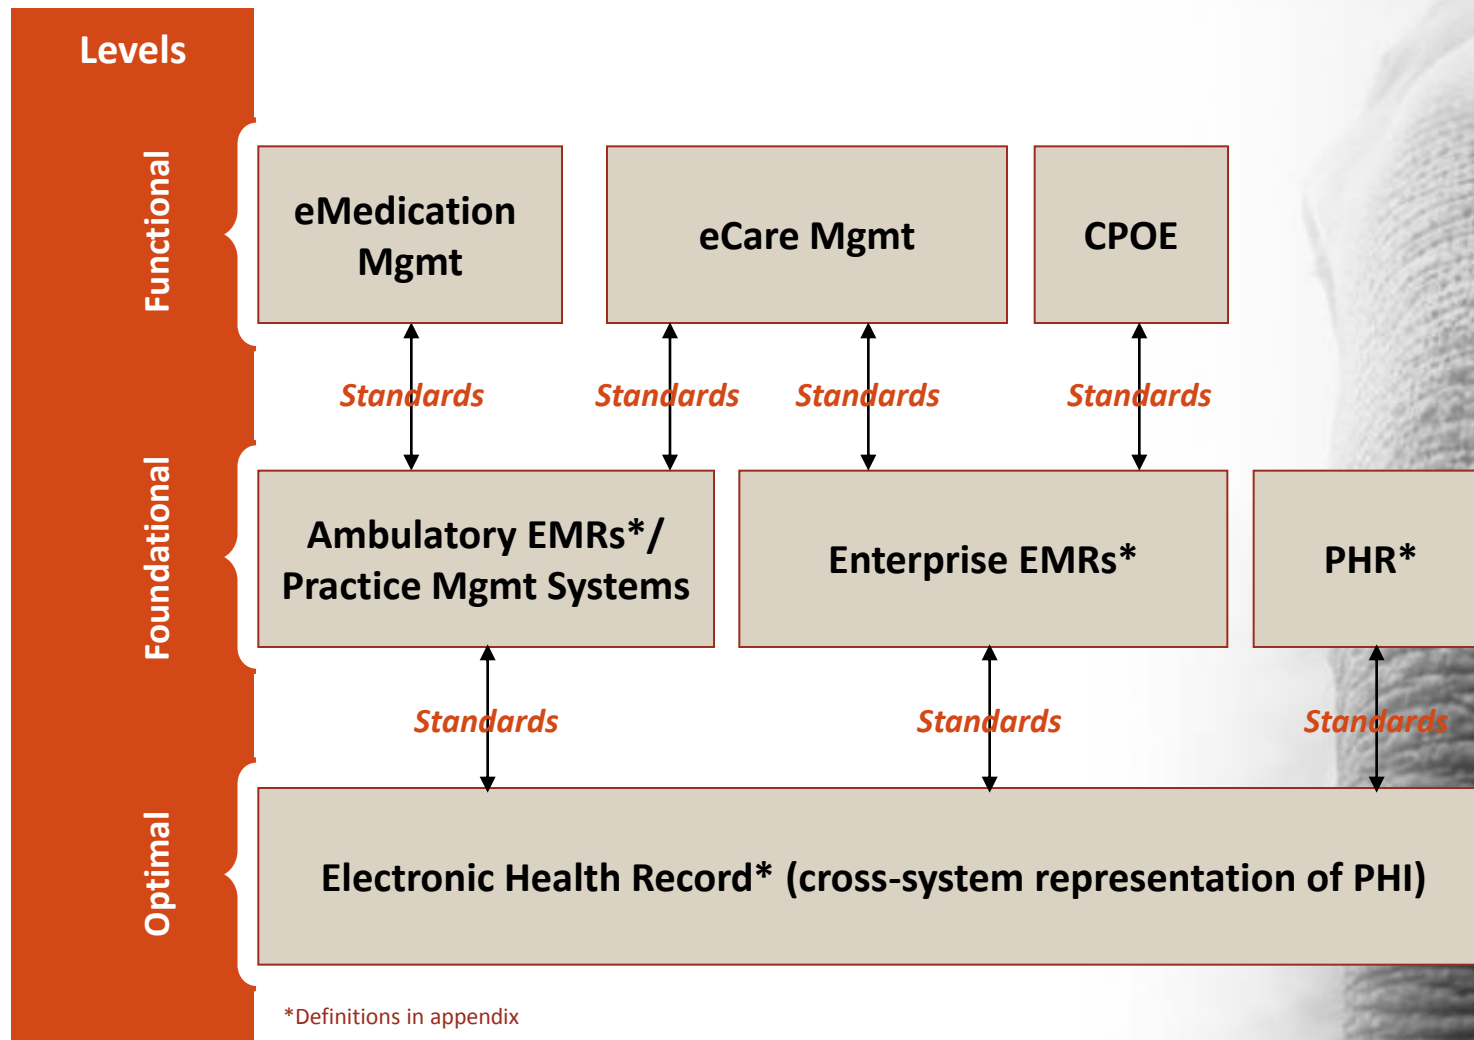 Levels
Functional
eMedication
Mgmt
eCare Mgmt
CPOE
Standards
Standards
Standards
Standards
Foundational
Ambulatory EMRs*/
Practice Mgmt Systems
Enterprise EMRs*
PHR*
Standards
Standards
Standards
Optimal
Electronic Health Record* (cross-system representation of PHI)
*Definitions in appendix